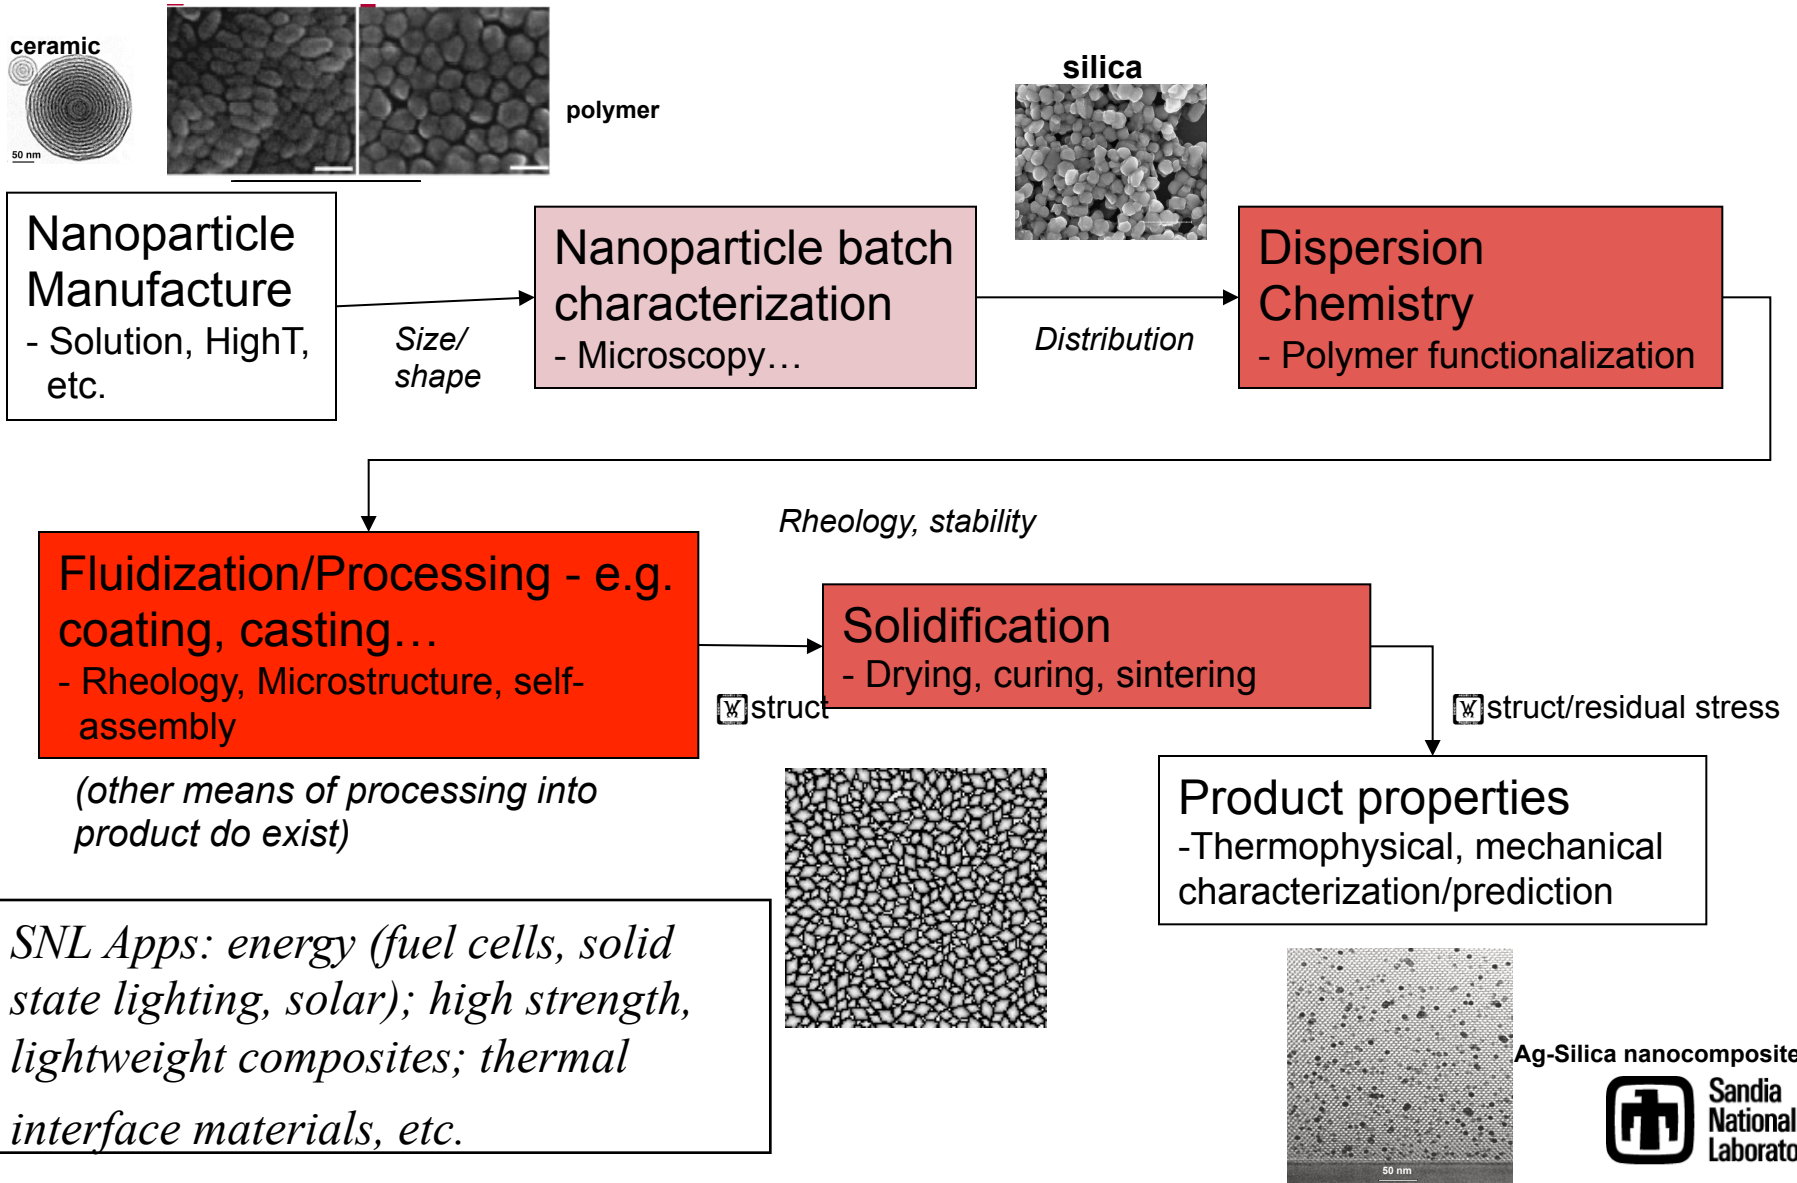 ceramic
50 nm
polymer
silica
Nanoparticle
Manufacture
- Solution, HighT,
etc.
Size/
shape
Nanoparticle batch
characterization
- Microscopy…
Distribution
Dispersion
Chemistry
- Polymer functionalization
Rheology, stability
Fluidization/Processing - e.g.
coating, casting…
- Rheology, Microstructure, self-
assembly
(other means of processing into
product do exist)
struct
Solidification
- Drying, curing, sintering
struct/residual stress
Product properties
-Thermophysical, mechanical
characterization/prediction
SNL Apps: energy (fuel cells, solid
state lighting, solar); high strength,
lightweight composites; thermal
interface materials, etc.
Ag-Silica nanocomposite
50 nm
Sandia
National
Laborato